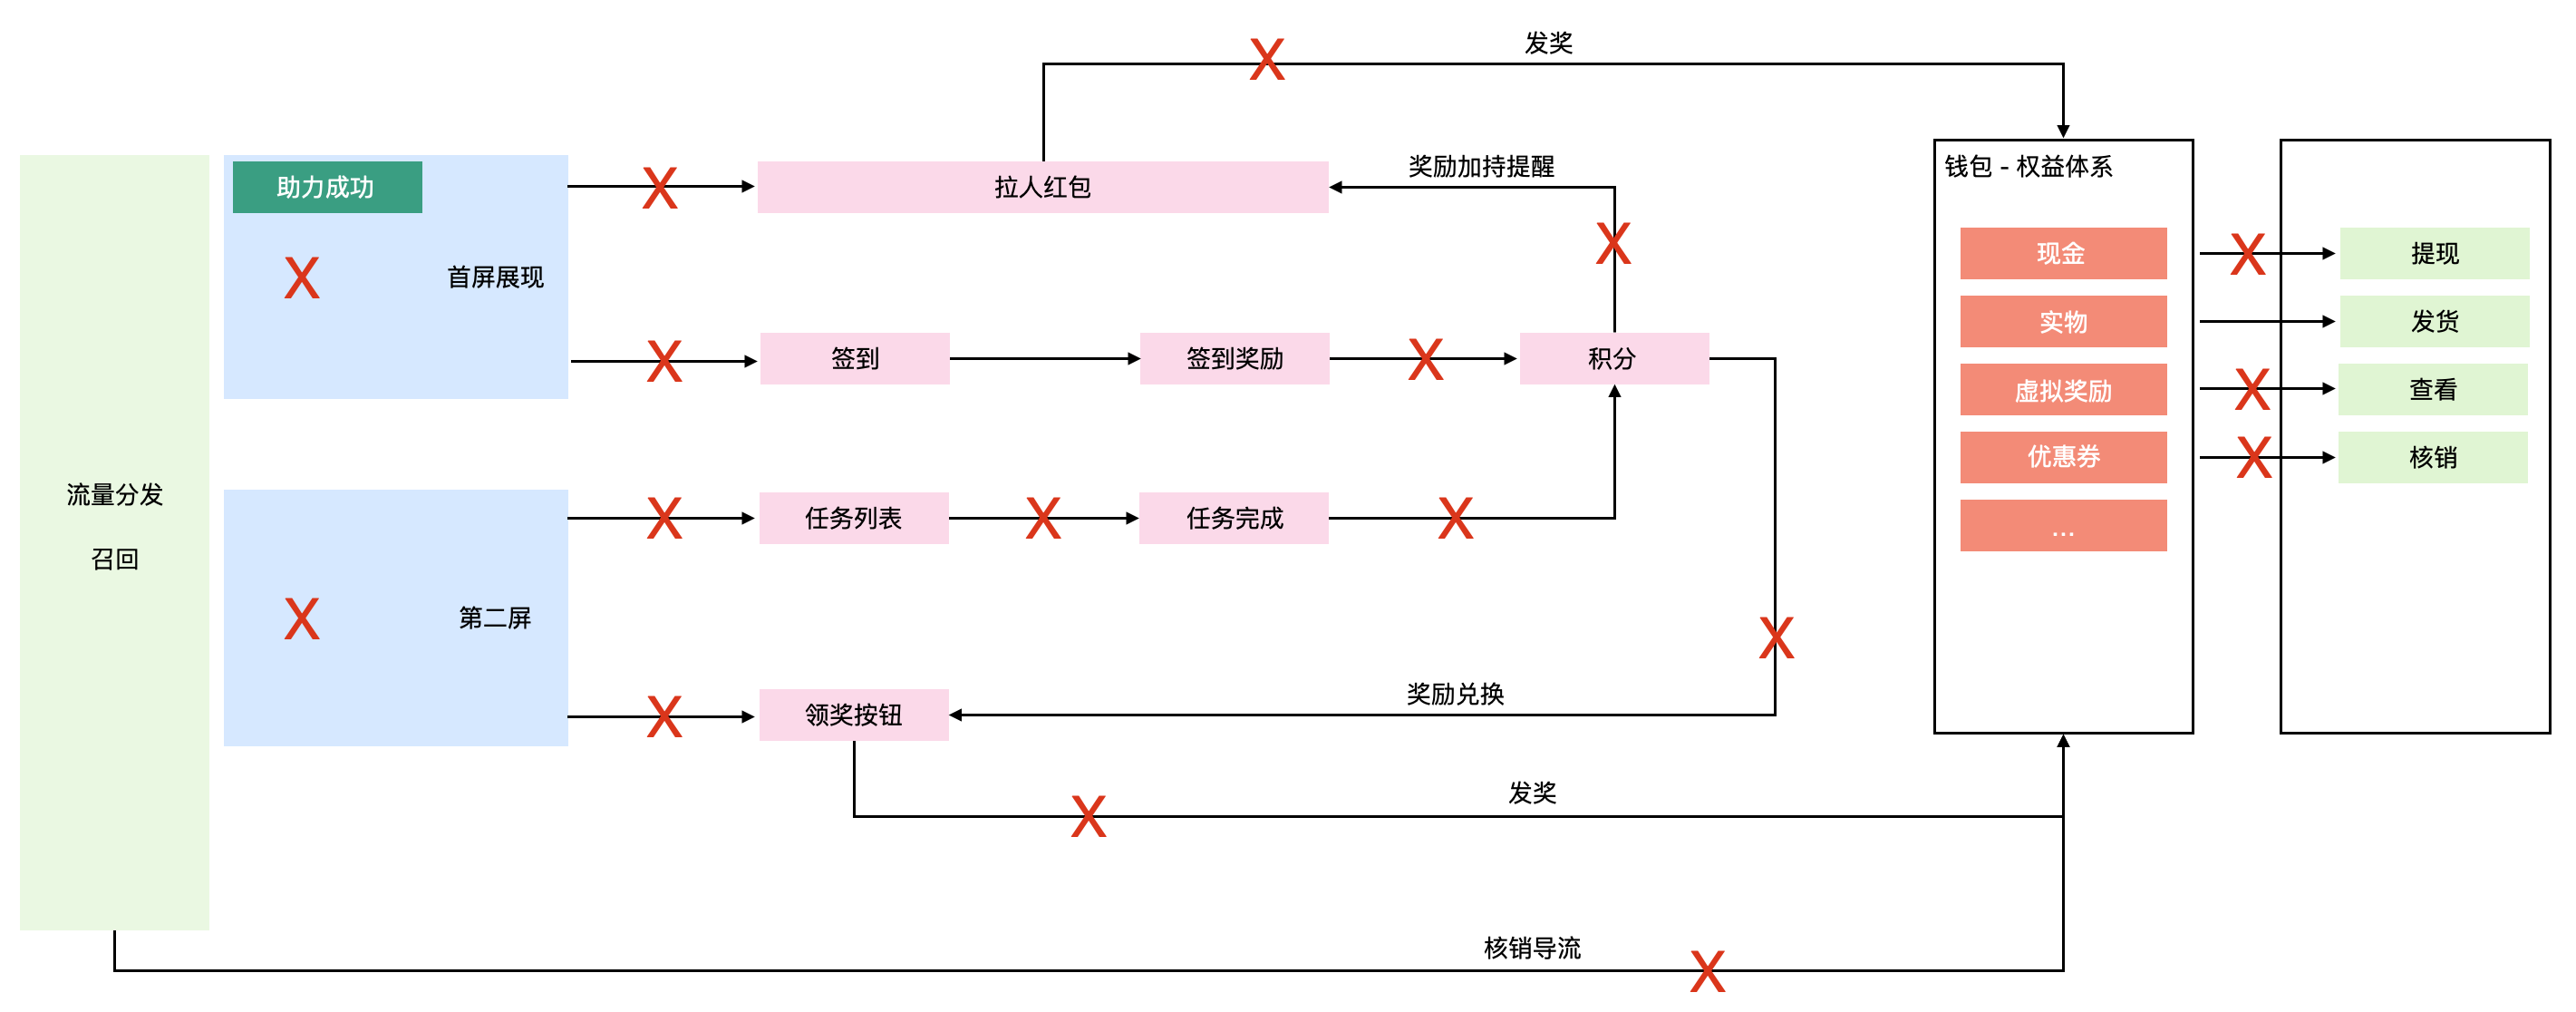 发奖
X
助力成功
X
拉人红包
奖励加持提醒
X
钱包 - 权益体系
X
首屏展现
现金
X
提现
实物
发货
X
签到
签到奖励
X
积分
虚拟奖励
X
查看
优惠券
X
核销
流量分发
召回
X
任务列表
X
任务完成
X
...
X
第二屏
X
X
领奖按钮
奖励兑换
发奖
X
核销导流
X